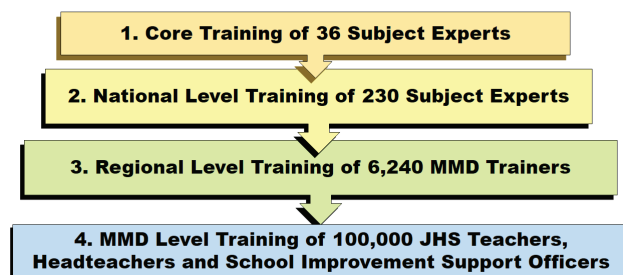 1. Core Training of 36 Subject Experts
2. National Level Training of 230 Subject Experts
3. Regional Level Training of 6,240 MMD Trainers
4. MMD Level Training of 100,000 JHS Teachers,
Headteachers and School Improvement Support Officers